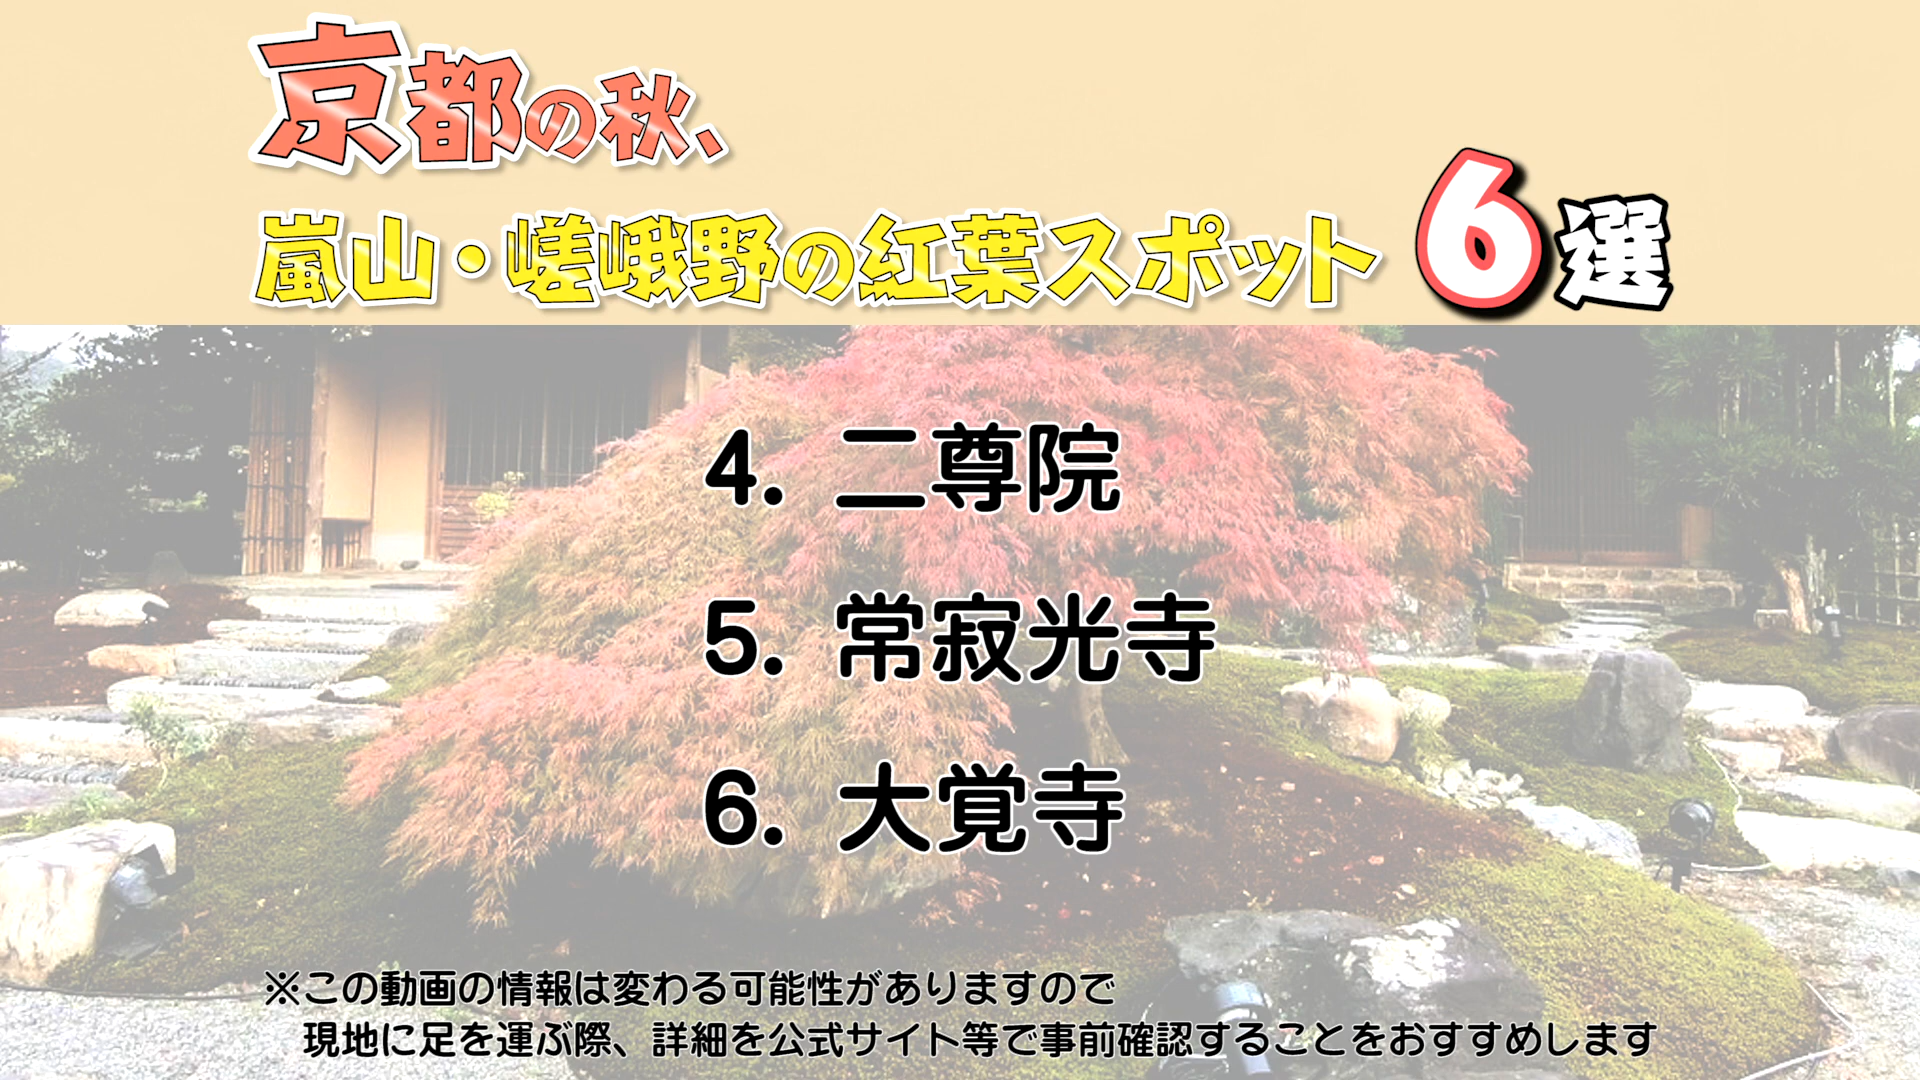 京都の秋、
嵐山・嵯峨野の紅葉スポット 6選
4. 二尊院
5. 常寂光寺
6. 大覚寺
※この動画の情報は変わる可能性がありますので
現地に足を運ぶ際、詳細を公式サイト等で事前確認することをおすすめします